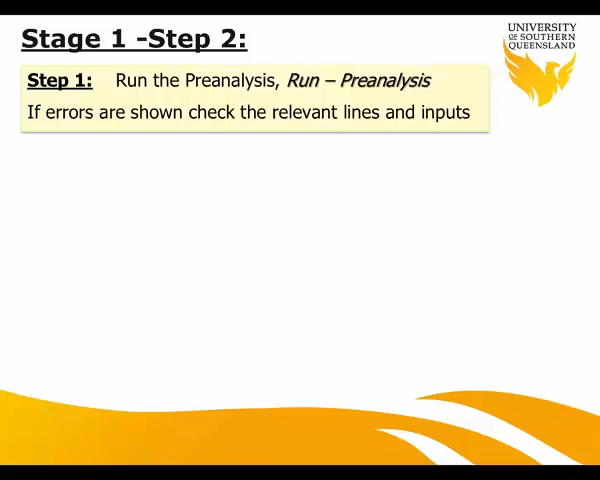 Stage 1 -Step 2:
UNIVERSITY
OF SOUTHERN
QUEENSLAND
Step 1: Run the Preanalysis, Run – Preanalysis
If errors are shown check the relevant lines and inputs